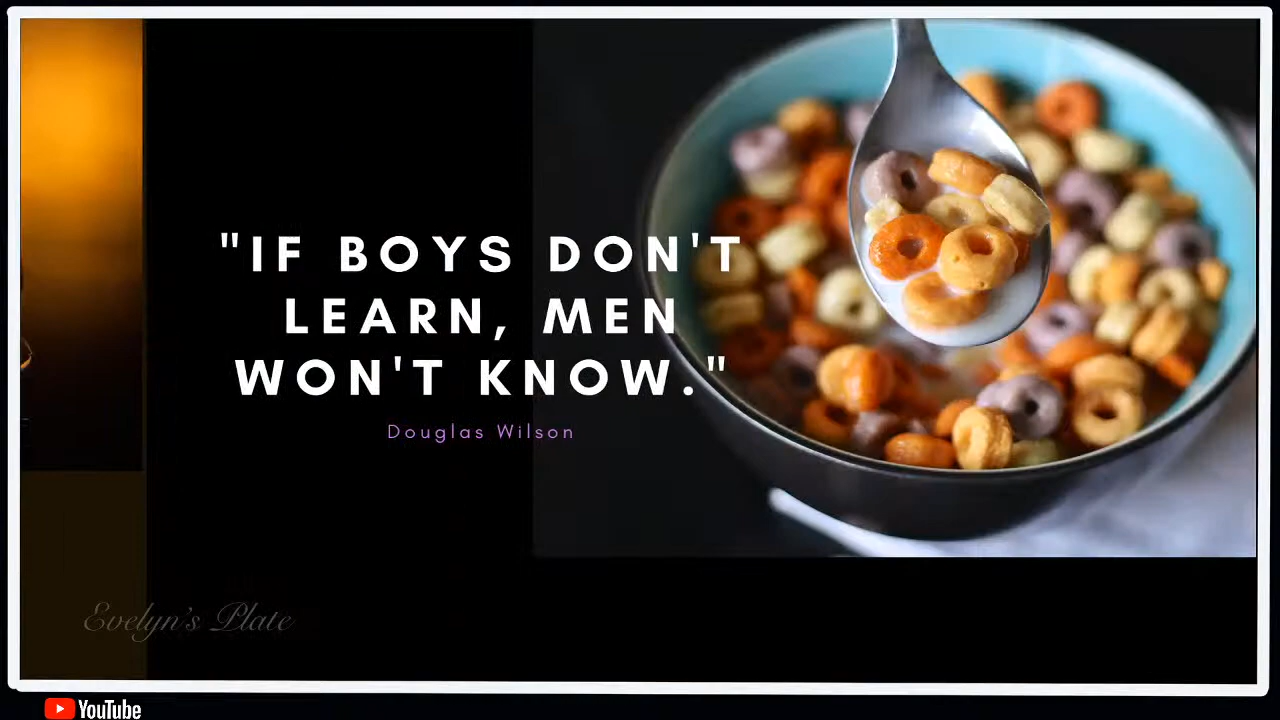 "IF BOYS DON'T
LEARN, MEN
WON'T KNOW."
Douglas Wilson
Evelyn's Plate
YouTube